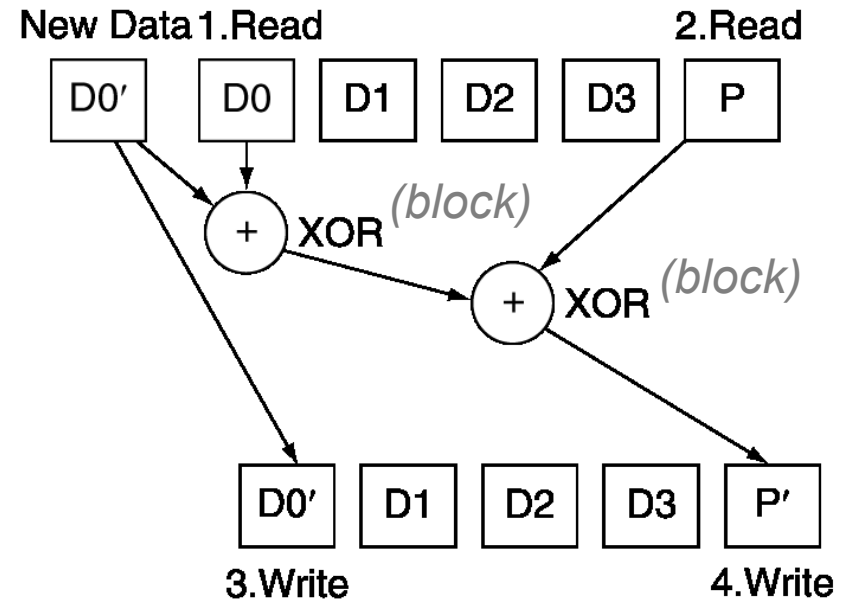 New Data 1.Read 2.Read
D0′ D0 D1 D2 D3 P
+ XOR (block)
+ XOR (block)
D0′ D1 D2 D3 P′
3.Write 4.Write